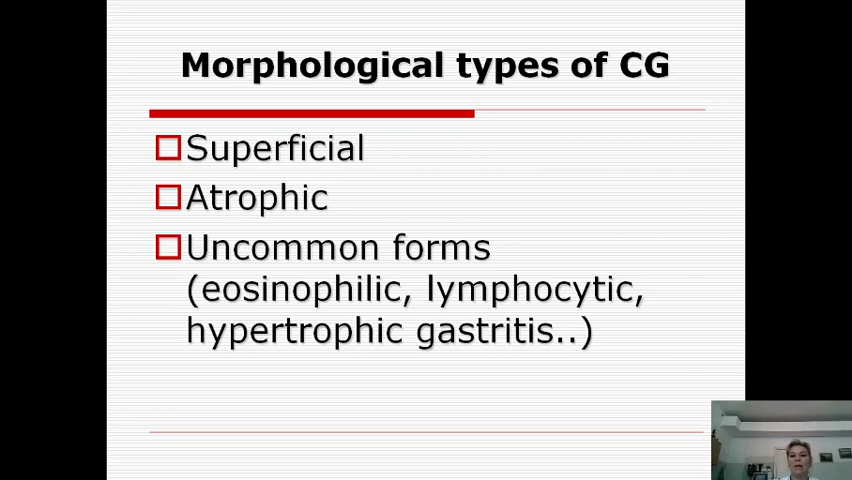 Morphological types of CG
Superficial
Atrophic
Uncommon forms
(eosinophilic, lymphocytic,
hypertrophic gastritis..)